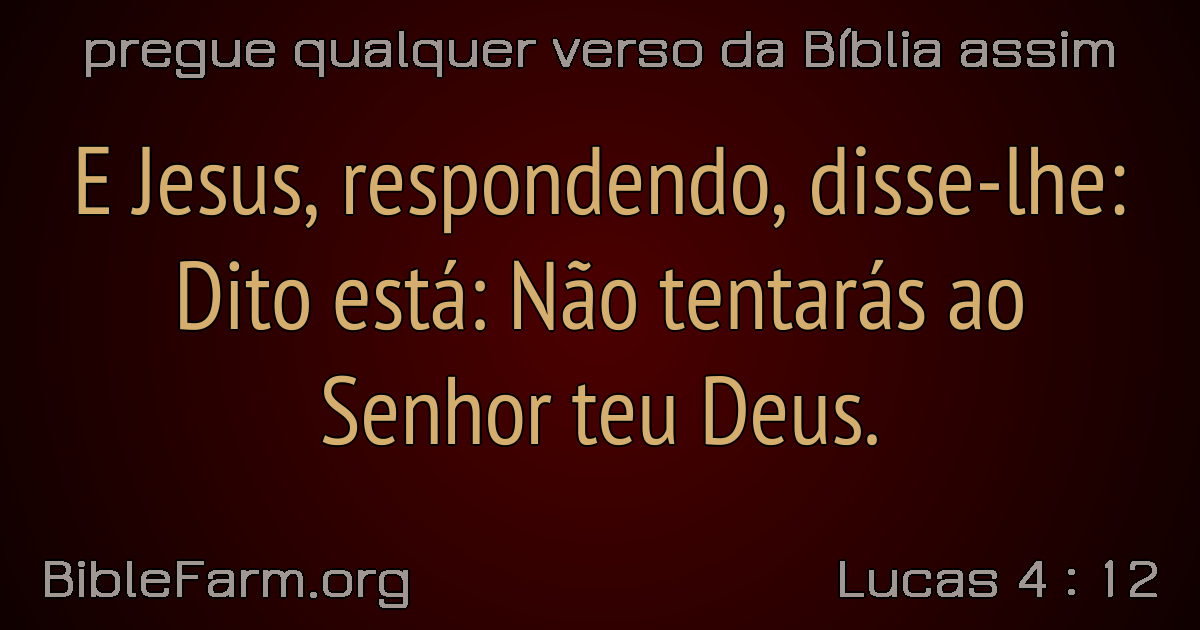 pregue qualquer verso da Bíblia assim
E Jesus, respondendo, disse-lhe:
Dito está: Não tentarás ao
Senhor teu Deus.
BibleFarm.org
Lucas 4 : 12